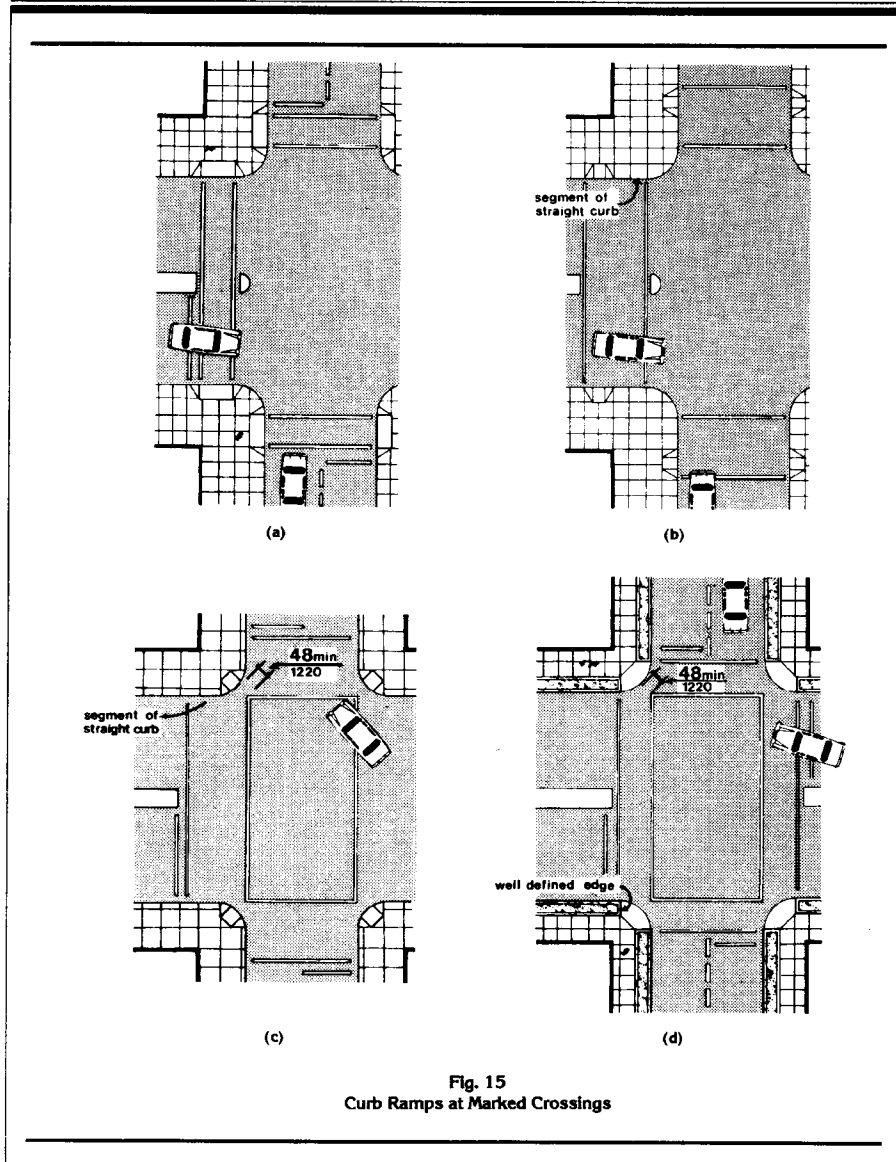 segment of
straight curb
(a)
(b)
48min
1220
segment of
straight curb
48min
1220
well defined edge
(c)
(d)
Fig. 15
Curb Ramps at Marked Crossings